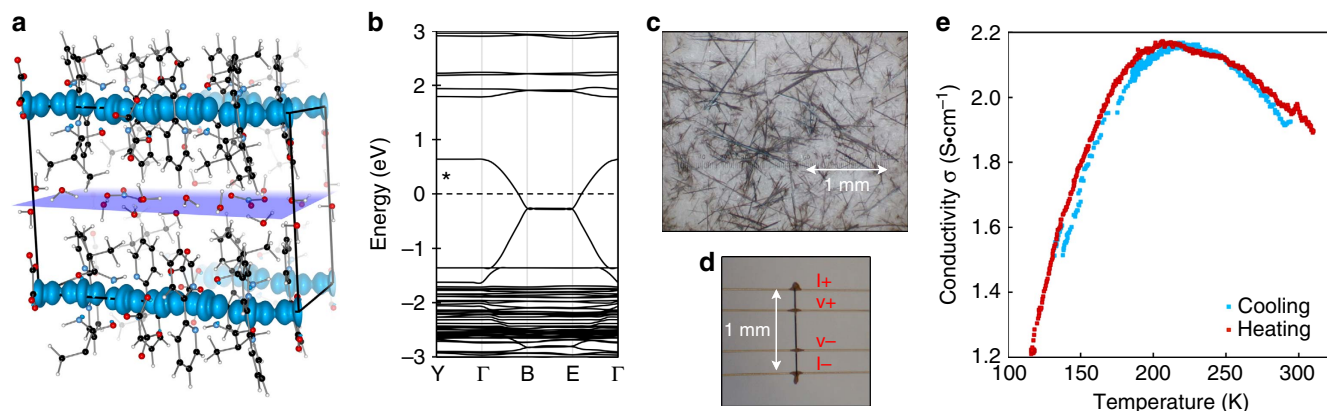 a
b
3
2
1
0
–1
–2
–3
Energy (eV)
*
Y Γ B E Γ
c
1 mm
d
I+
v+
1 mm
v–
I–
e
2.2
2.0
1.8
1.6
1.4
1.2
Conductivity σ (S•cm⁻¹)
Cooling
Heating
100 150 200 250 300
Temperature (K)